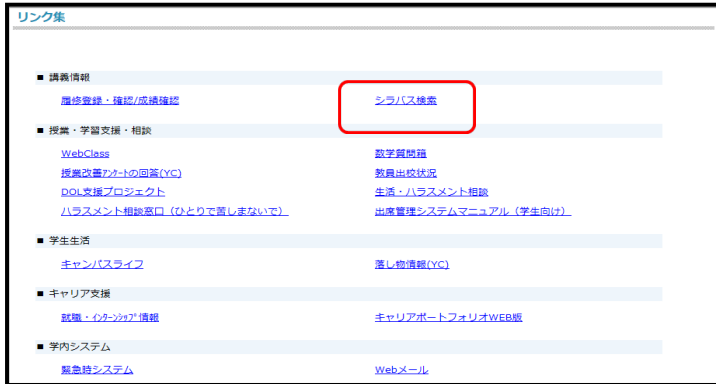 リンク集
■ 講義情報
履修登録・確認/成績確認 シラバス検索
■ 授業・学習支援・相談
WebClass 数学質問箱
授業改善ｱﾝｹｰﾄの回答(YC) 教員出校状況
DOL支援プロジェクト 生活・ハラスメント相談
ハラスメント相談窓口（ひとりで苦しまないで） 出席管理システムマニュアル（学生向け）
■ 学生生活
キャンパスライフ 落し物情報(YC)
■ キャリア支援
就職・ｲﾝﾀｰﾝｼｯﾌﾟ情報 キャリアポートフォリオWEB版
■ 学内システム
緊急時システム Webメール